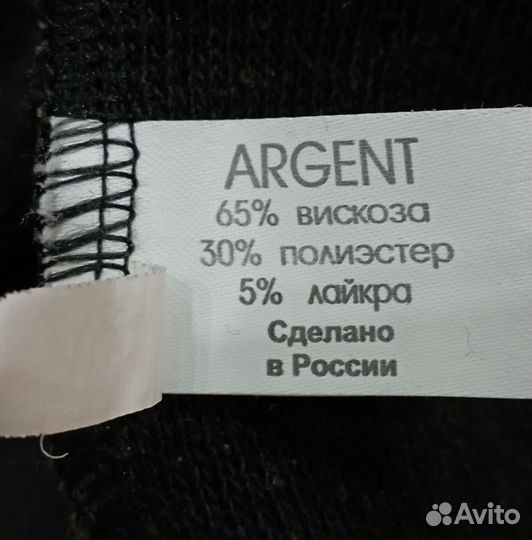 ARGENT
65% вискоза
30% полиэстер
5% лайкра
Сделано
в России
Avito